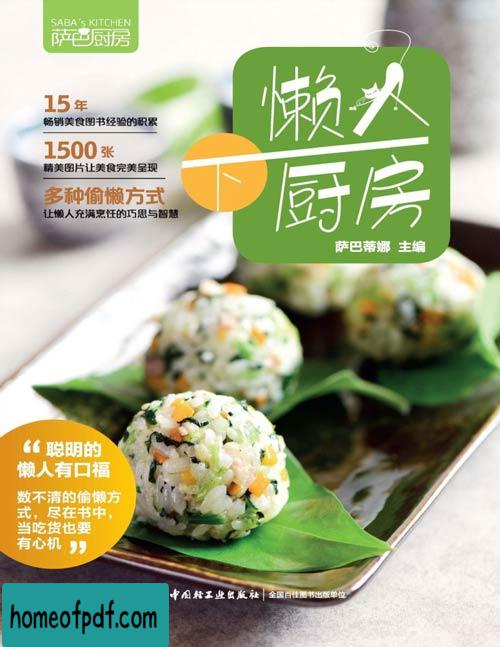 SABA's KITCHEN
萨巴厨房
15年
畅销美食图书经验的积累
1500张
精美图片让美食完美呈现
多种偷懒方式
让懒人充满烹饪的巧思与智慧
懒人
下厨房
萨巴蒂娜 主编
“聪明的
懒人有口福
数不清的偷懒方
式，尽在书中，
当吃货也要
有心机”
中国轻工业出版社 全国百佳图书出版单位
homeofpdf.com